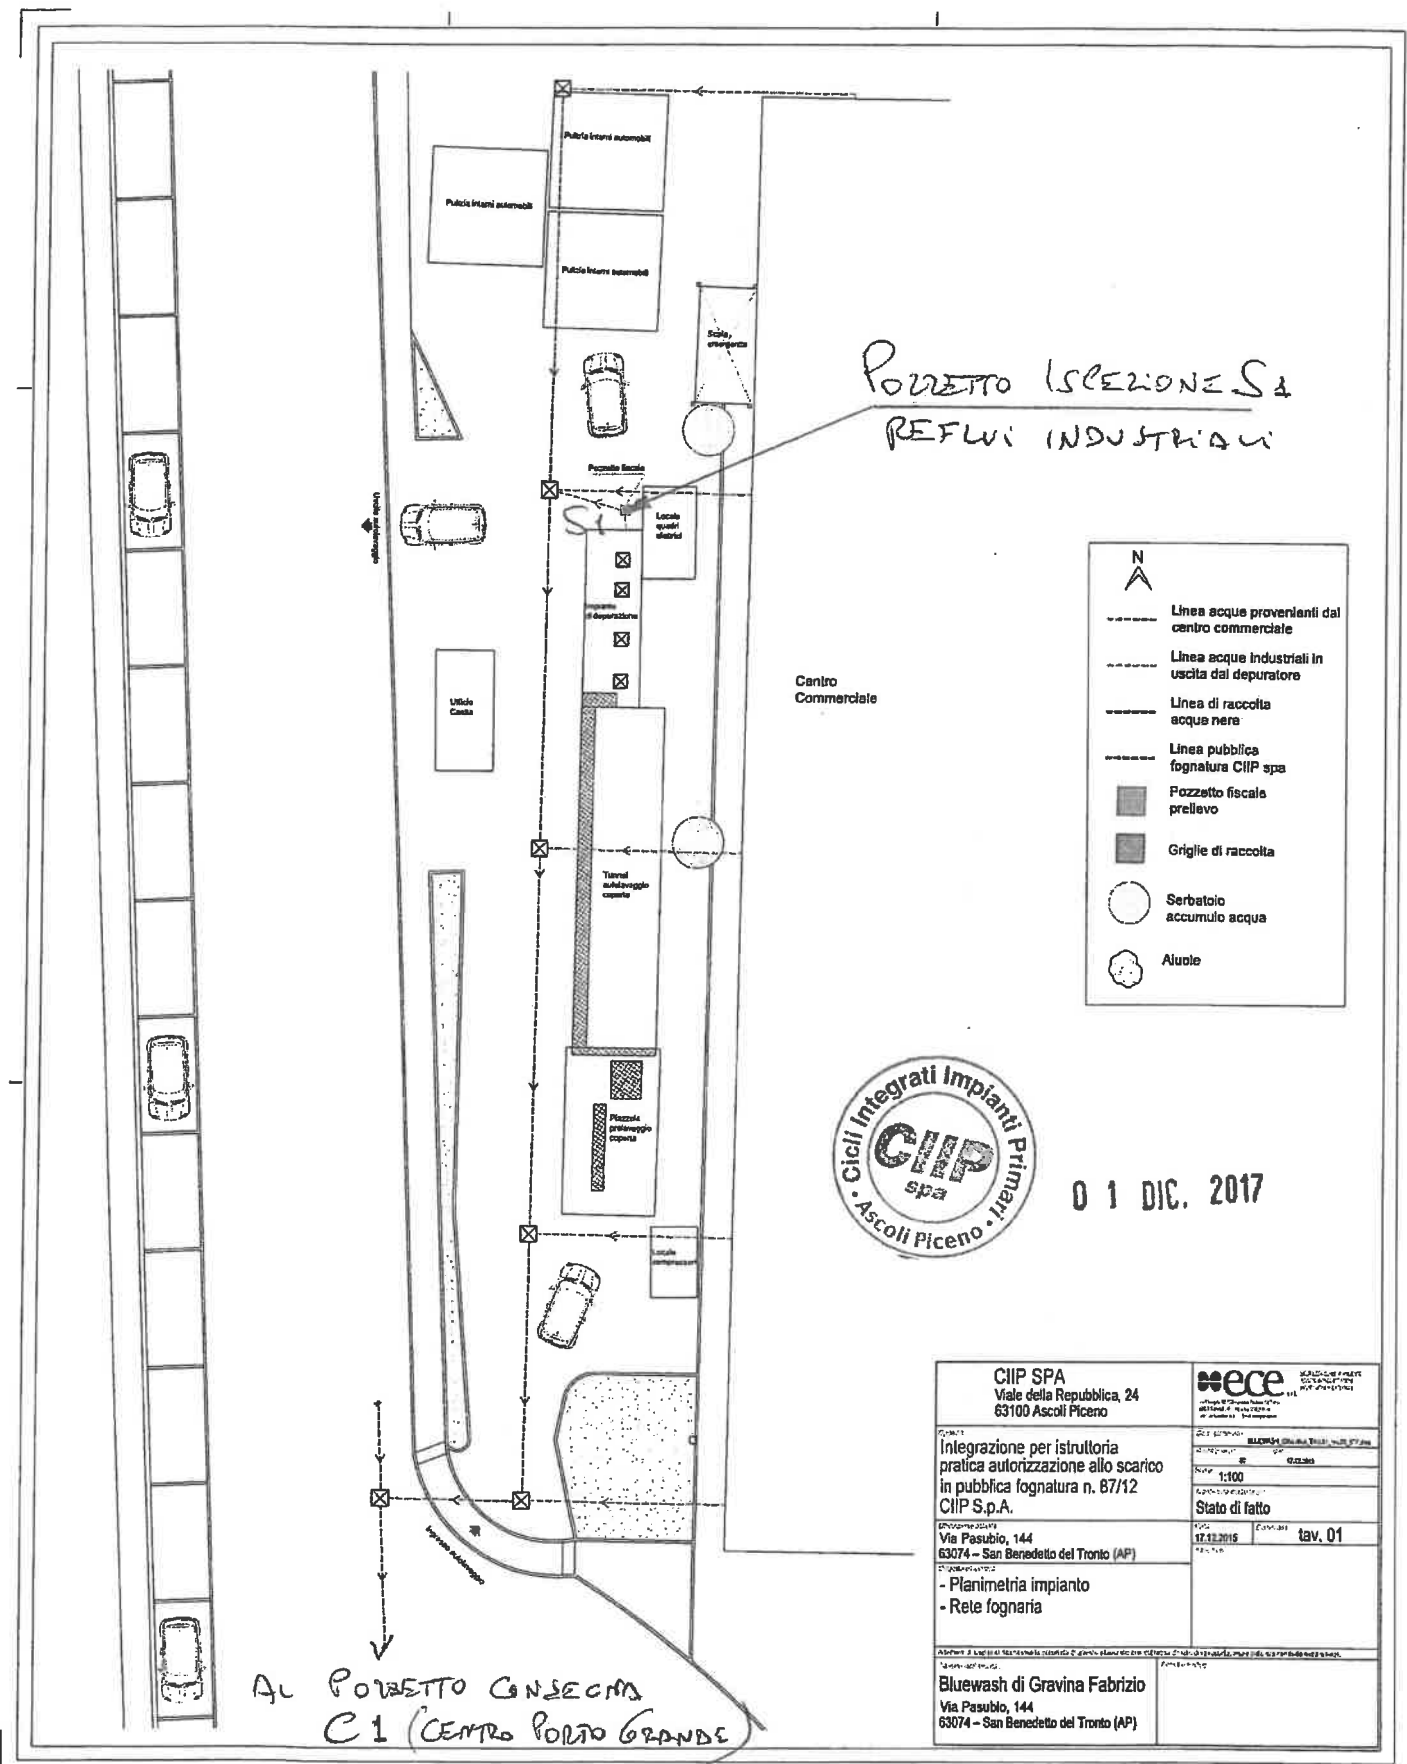 Pulizia interni automobili
Pulizia interni automobili
Pulizia interni automobili
Scala
emergenza
POZZETTO ISPEZIONE S1
REFLUI INDUSTRIALI
Pozzetto fiscale
S1
Locale
quadri
elettrici
Uscita autolavaggio
Impianto
di depurazione
Ufficio
Cassa
Centro
Commerciale
Tunnel
autolavaggio
coperto
Piazzola
prelavaggio
coperta
Locale
compressori
Ingresso autolavaggio
N
Linea acque provenienti dal
centro commerciale
Linea acque industriali in
uscita dal depuratore
Linea di raccolta
acque nere
Linea pubblica
fognatura CIIP spa
Pozzetto fiscale
prelievo
Griglie di raccolta
Serbatoio
accumulo acqua
Aiuole
Cicli Integrati Impianti Primari
CIIP
spa
Ascoli Piceno
01 DIC. 2017
CIIP SPA
Viale della Repubblica, 24
63100 Ascoli Piceno
ece
Integrazione per istruttoria
pratica autorizzazione allo scarico
in pubblica fognatura n. 87/12
CIIP S.p.A.
1:100
Stato di fatto
Via Pasubio, 144
63074 – San Benedetto del Tronto (AP)
17.12.2015
tav. 01
- Planimetria impianto
- Rete fognaria
Bluewash di Gravina Fabrizio
Via Pasubio, 144
63074 – San Benedetto del Tronto (AP)
AL POZZETTO CONSEGNA
C1 (CENTRO PORTO GRANDE)